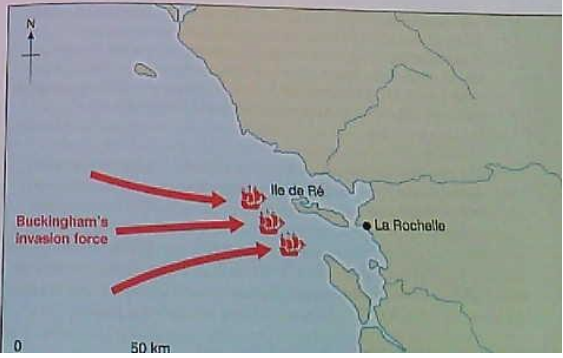 N
Ile de Ré
La Rochelle
Buckingham's
invasion force
0 50 km